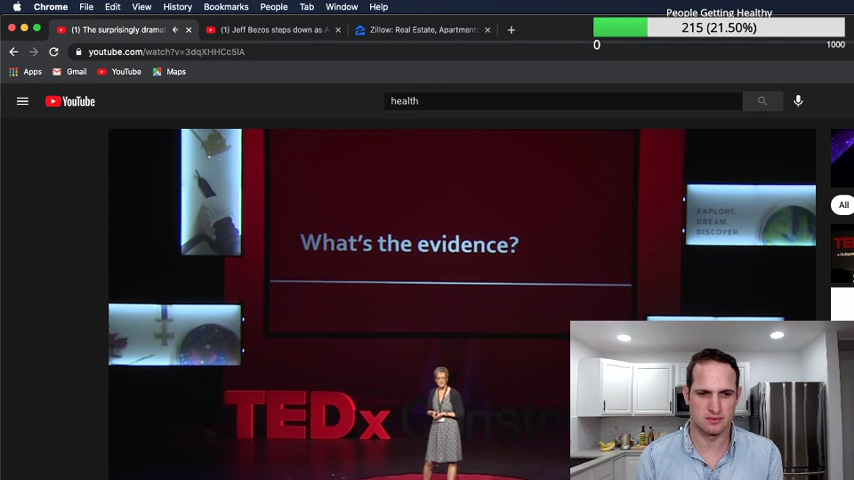 Chrome File Edit View History Bookmarks People Tab Window Help
People Getting Healthy
215 (21.50%)
0 1000
(1) The surprisingly dramat
(1) Jeff Bezos steps down as A
Zillow: Real Estate, Apartments
youtube.com/watch?v=3dqXHHCc5lA
Apps Gmail YouTube Maps
YouTube
health
What's the evidence?
EXPLORE.
DREAM.
DISCOVER.
All
TED
TEDx